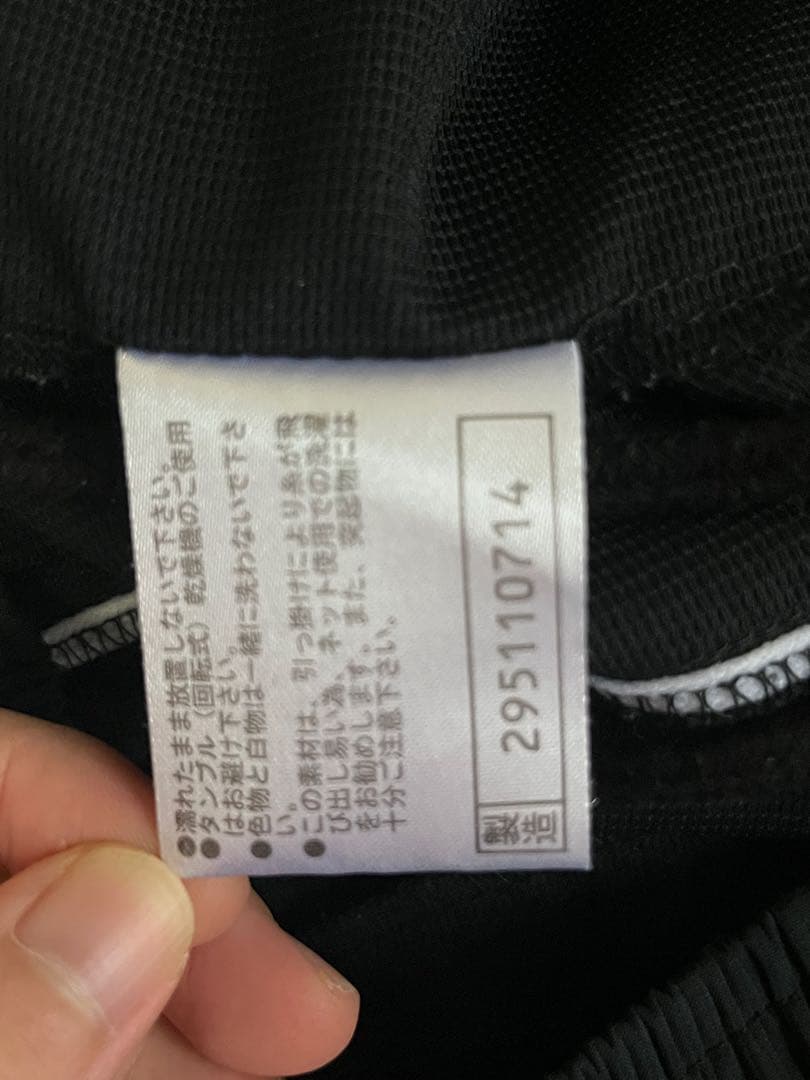 ●濡れたまま放置しないで下さい。
●タンブル（回転式）乾燥機のご使用
はお避け下さい。
●色物と白物は一緒に洗わないで下さ
い。
●この素材は、引っ掛けにより糸が飛
び出し易い為、ネット使用での洗濯
をお勧めします。また、突起物には
十分ご注意下さい。
製造 295110714